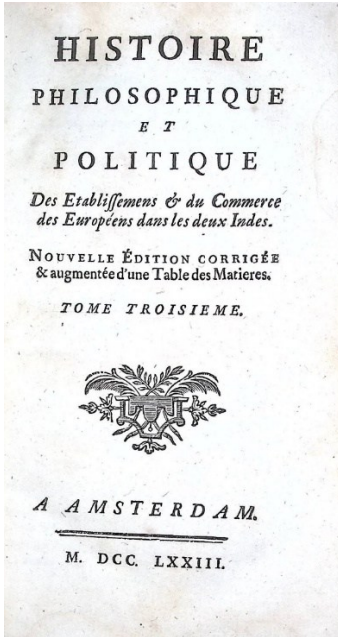 HISTOIRE
PHILOSOPHIQUE
ET
POLITIQUE
Des Etabliſſemens & du Commerce
des Européens dans les deux Indes.
NOUVELLE ÉDITION CORRIGÉE
& augmentée d'une Table des Matieres.
TOME TROISIEME.
A AMSTERDAM.
M. DCC. LXXIII.